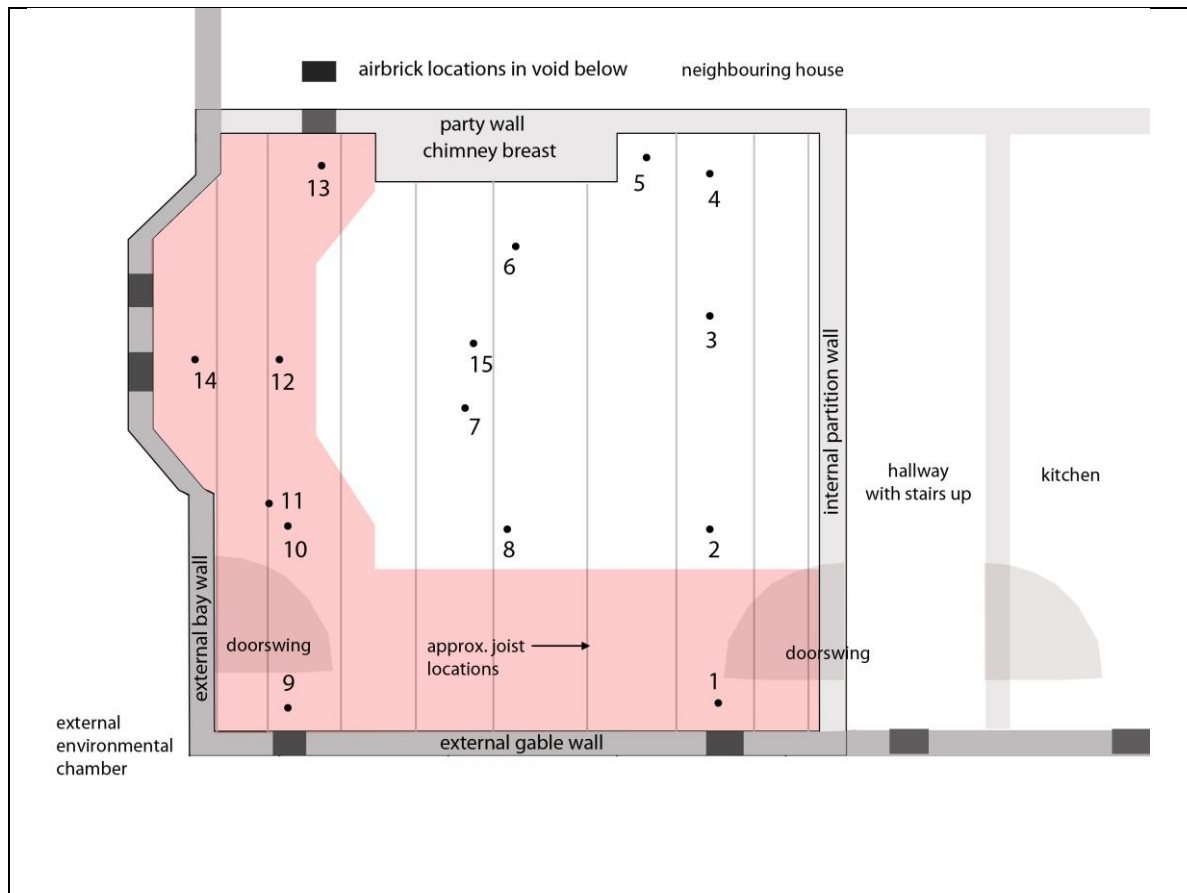 airbrick locations in void below
neighbouring house
party wall
chimney breast
13
5
4
6
3
14
12
15
7
internal partition wall
hallway
with stairs up
kitchen
11
10
8
2
external bay wall
doorswing
approx. joist
locations
doorswing
9
1
external
environmental
chamber
external gable wall